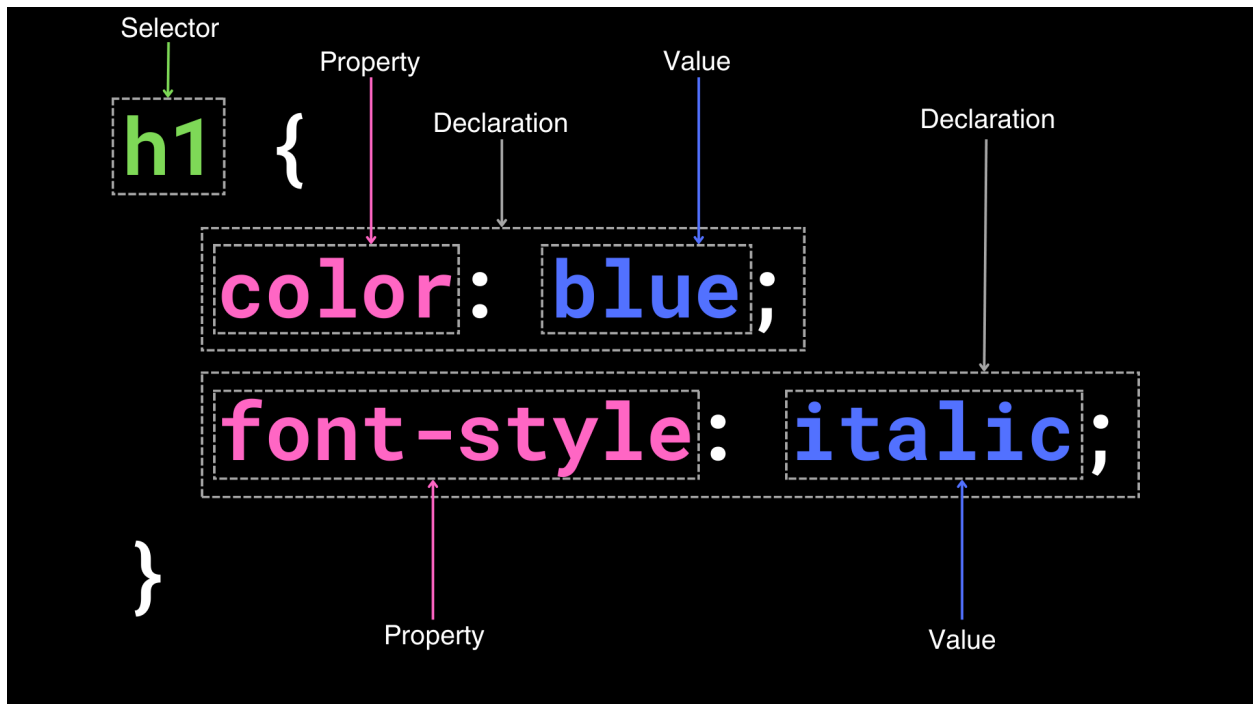 Selector
Property
Value
Declaration
Declaration
h1 {
color: blue;
font-style: italic;
}
Property
Value